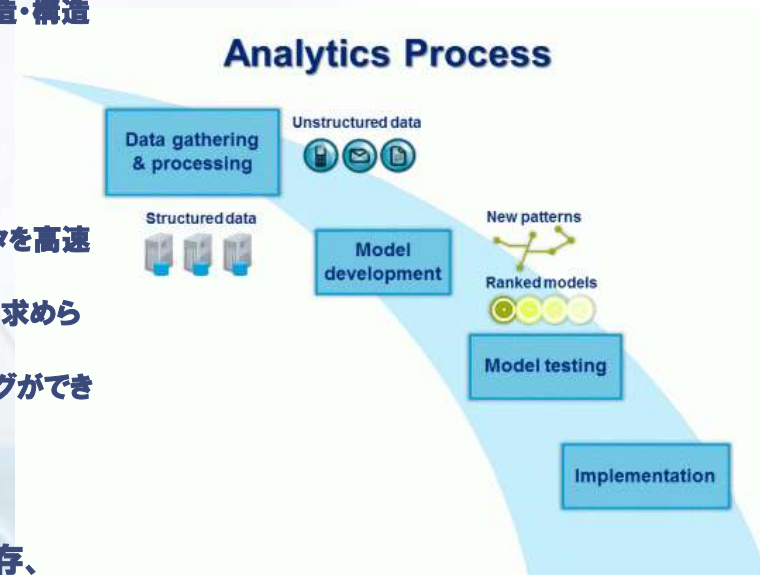 造・構造
Analytics Process
Unstructured data
Data gathering
& processing
Structured data
New patterns
タを高速
Model
development
Ranked models
求めら
グができ
Model testing
Implementation
存、